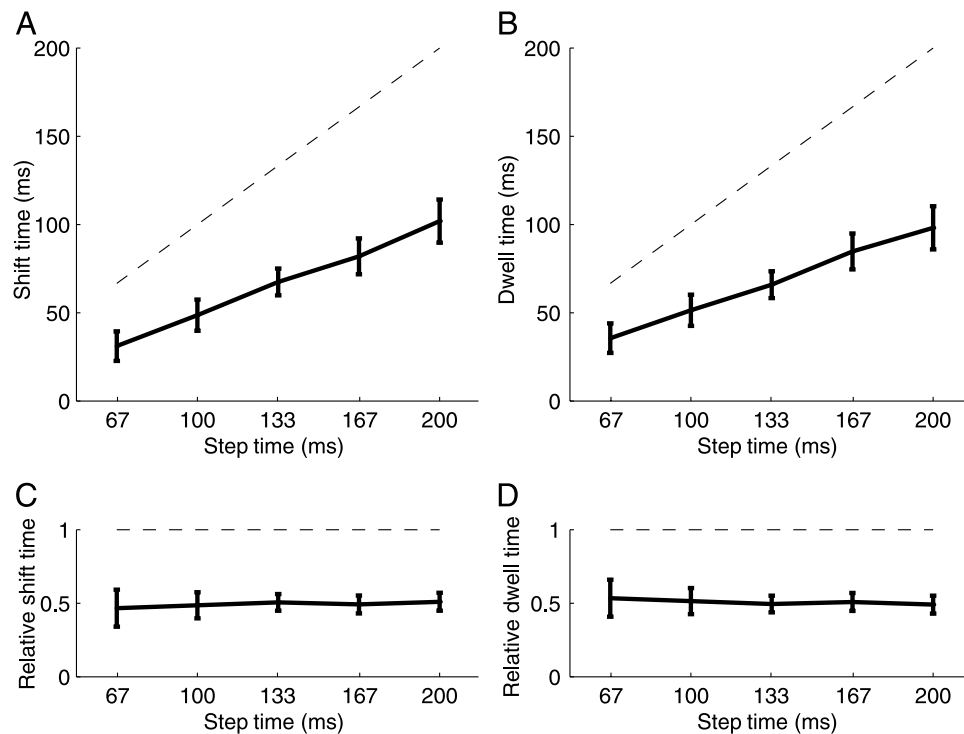 A
200
150
100
50
0
Shift time (ms)
67 100 133 167 200
Step time (ms)
B
200
150
100
50
0
Dwell time (ms)
67 100 133 167 200
Step time (ms)
C
1
0.5
0
Relative shift time
67 100 133 167 200
Step time (ms)
D
1
0.5
0
Relative dwell time
67 100 133 167 200
Step time (ms)